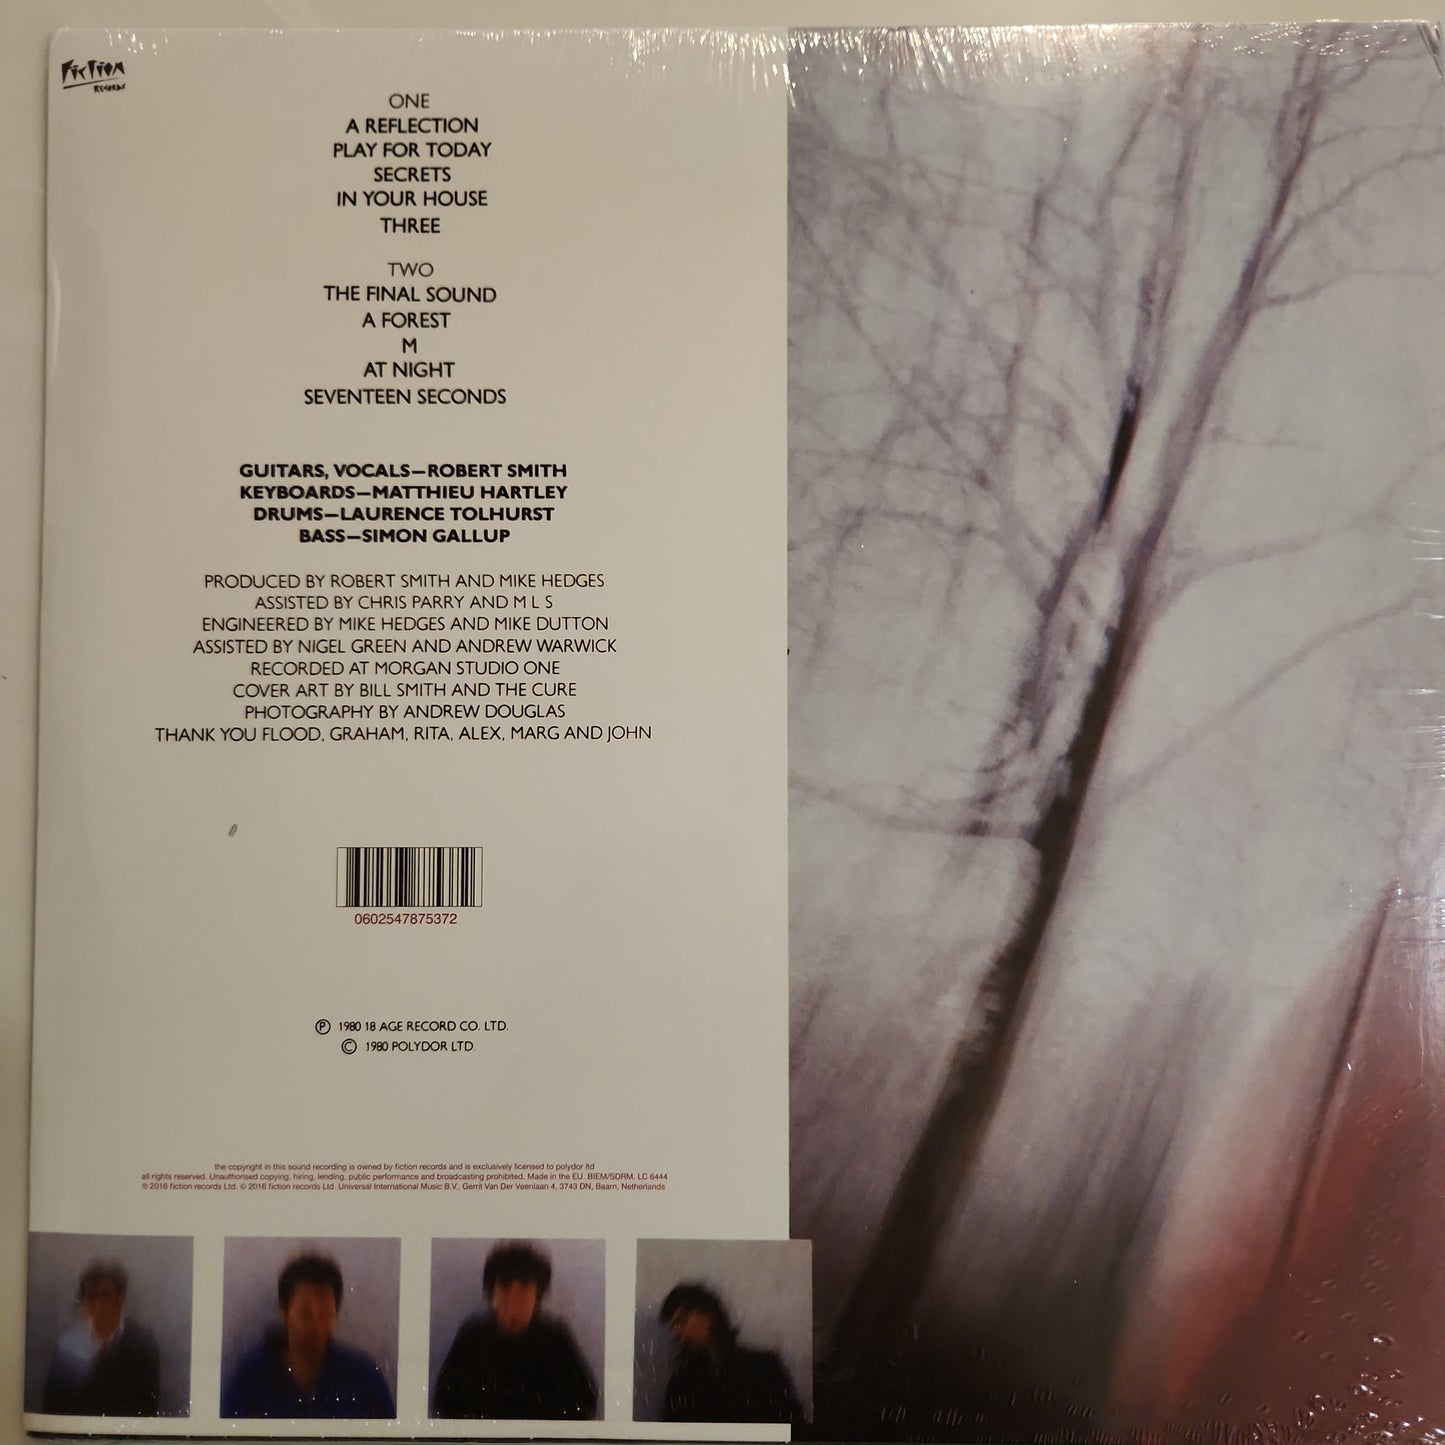 FICTION
RECORDS
ONE
A REFLECTION
PLAY FOR TODAY
SECRETS
IN YOUR HOUSE
THREE
TWO
THE FINAL SOUND
A FOREST
M
AT NIGHT
SEVENTEEN SECONDS
GUITARS, VOCALS—ROBERT SMITH
KEYBOARDS—MATTHIEU HARTLEY
DRUMS—LAURENCE TOLHURST
BASS—SIMON GALLUP
PRODUCED BY ROBERT SMITH AND MIKE HEDGES
ASSISTED BY CHRIS PARRY AND M L S
ENGINEERED BY MIKE HEDGES AND MIKE DUTTON
ASSISTED BY NIGEL GREEN AND ANDREW WARWICK
RECORDED AT MORGAN STUDIO ONE
COVER ART BY BILL SMITH AND THE CURE
PHOTOGRAPHY BY ANDREW DOUGLAS
THANK YOU FLOOD, GRAHAM, RITA, ALEX, MARG AND JOHN
0602547875372
℗ 1980 18 AGE RECORD CO. LTD.
© 1980 POLYDOR LTD.
the copyright in this sound recording is owned by fiction records and is exclusively licensed to polydor ltd
all rights reserved. Unauthorised copying, hiring, lending, public performance and broadcasting prohibited. Made in the EU. BIEM/SDRM. LC 6444
℗ 2016 fiction records Ltd. © 2016 fiction records Ltd. Universal International Music B.V., Gerrit Van Der Veenlaan 4, 3743 DN, Baarn, Netherlands.